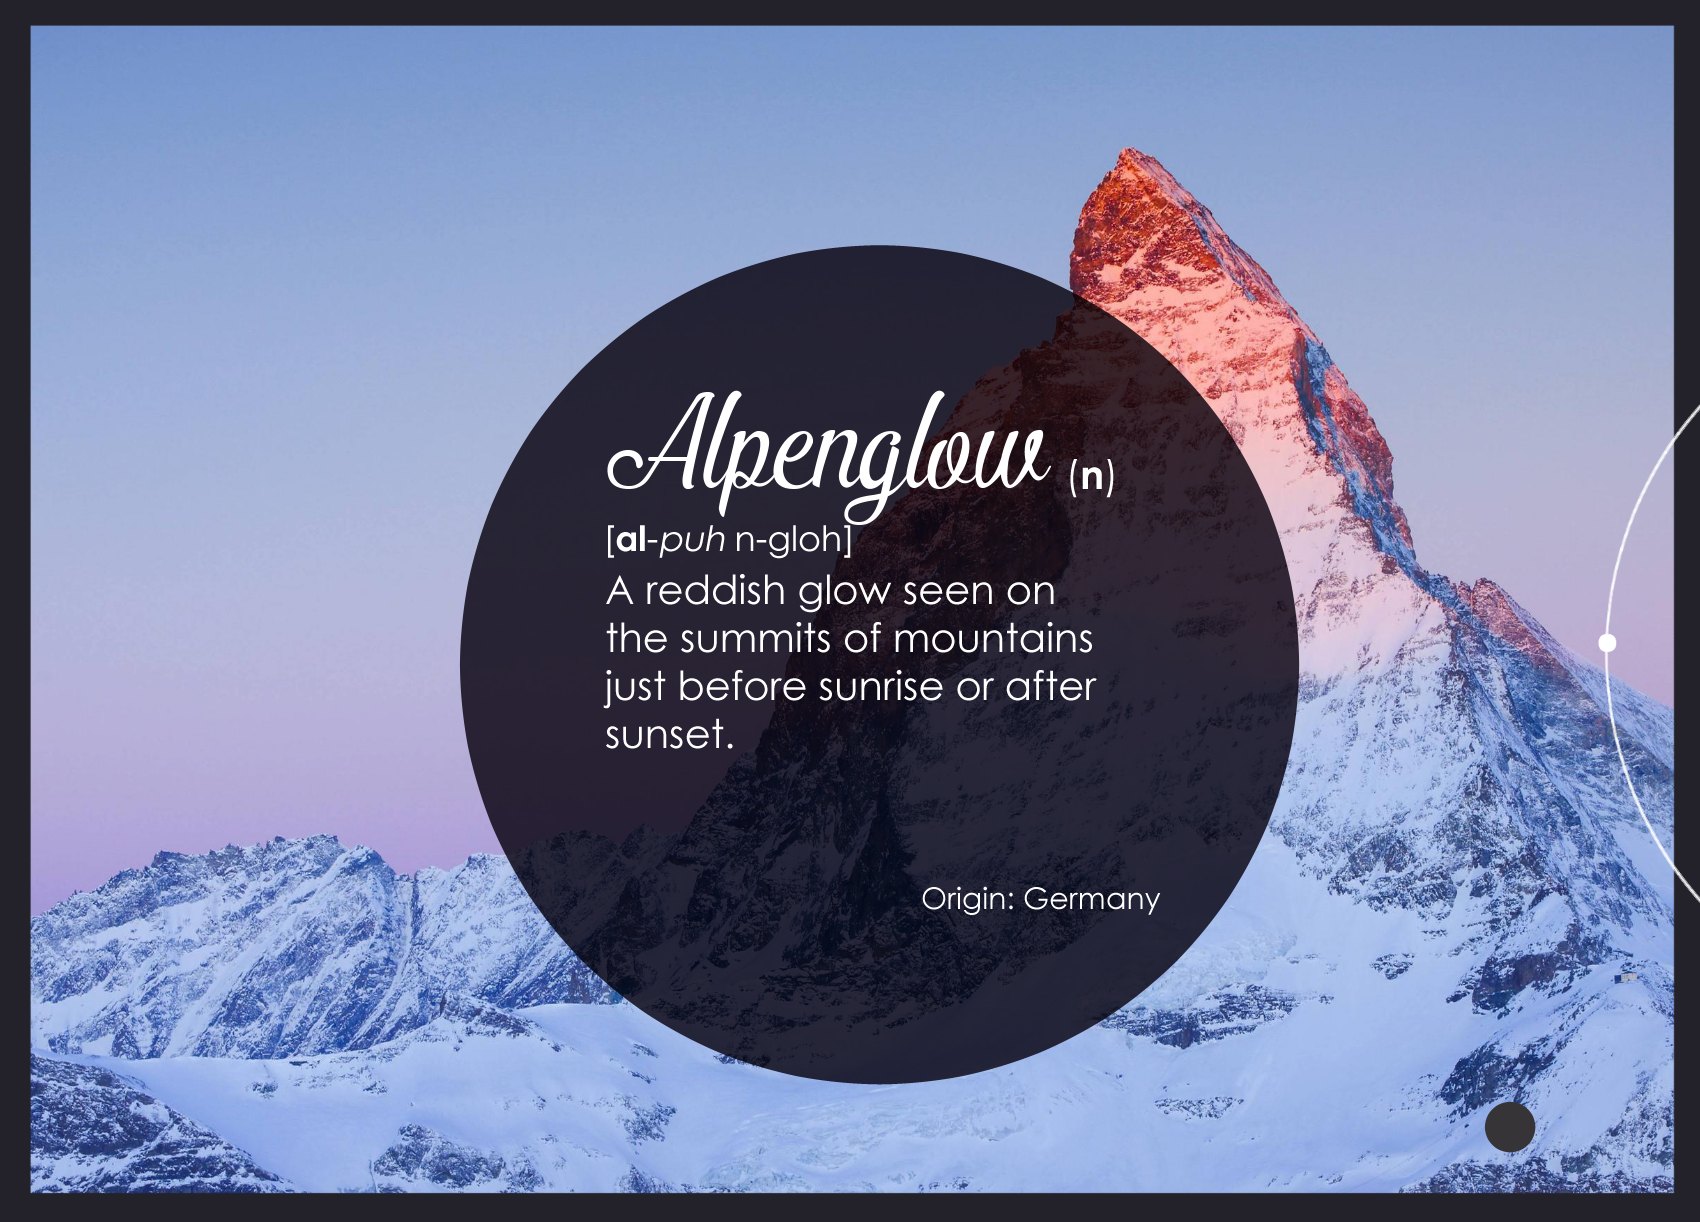 Alpenglow (n)
[al-puh n-gloh]
A reddish glow seen on
the summits of mountains
just before sunrise or after
sunset.
Origin: Germany